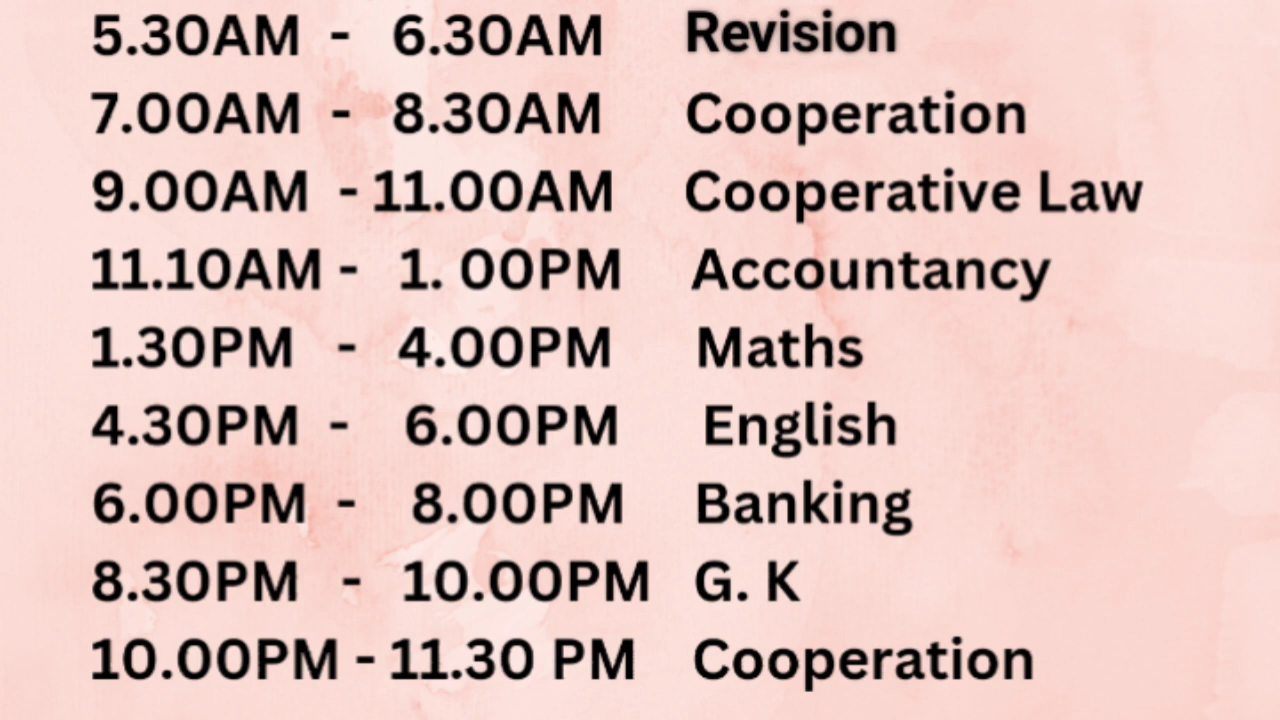 5.30AM - 6.30AM Revision
7.00AM - 8.30AM Cooperation
9.00AM - 11.00AM Cooperative Law
11.10AM - 1. 00PM Accountancy
1.30PM - 4.00PM Maths
4.30PM - 6.00PM English
6.00PM - 8.00PM Banking
8.30PM - 10.00PM G. K
10.00PM - 11.30 PM Cooperation